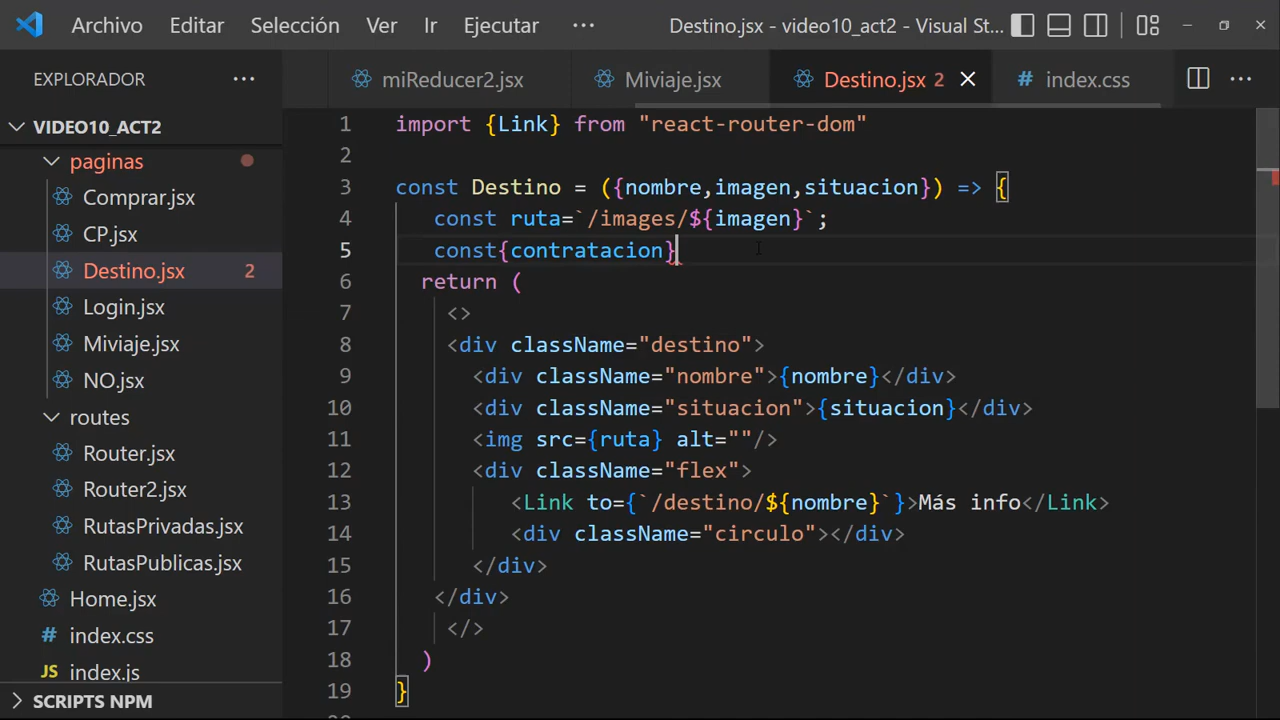 Archivo Editar Selección Ver Ir Ejecutar ··· Destino.jsx - video10_act2 - Visual St...
EXPLORADOR ···
miReducer2.jsx Miviaje.jsx Destino.jsx 2 # index.css ···
VIDEO10_ACT2
paginas
Comprar.jsx
CP.jsx
Destino.jsx 2
Login.jsx
Miviaje.jsx
NO.jsx
routes
Router.jsx
Router2.jsx
RutasPrivadas.jsx
RutasPublicas.jsx
Home.jsx
# index.css
JS index.js
SCRIPTS NPM
1 import {Link} from "react-router-dom"
2
3 const Destino = ({nombre,imagen,situacion}) => {
4 const ruta=`/images/${imagen}`;
5 const{contratacion}
6 return (
7 <>
8 <div className="destino">
9 <div className="nombre">{nombre}</div>
10 <div className="situacion">{situacion}</div>
11 <img src={ruta} alt=""/>
12 <div className="flex">
13 <Link to={`/destino/${nombre}`}>Más info</Link>
14 <div className="circulo"></div>
15 </div>
16 </div>
17 </>
18 )
19 }